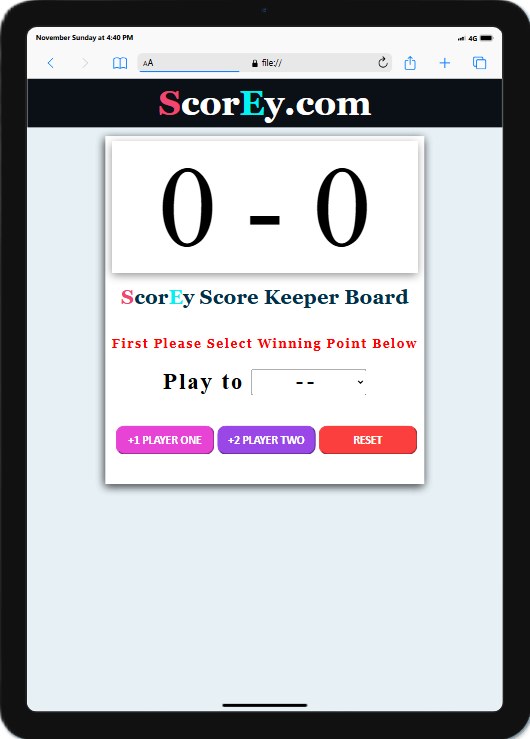 November Sunday at 4:40 PM
4G
AA
file://
ScorEy.com
0 - 0
ScorEy Score Keeper Board
First Please Select Winning Point Below
Play to --
+1 PLAYER ONE +2 PLAYER TWO RESET